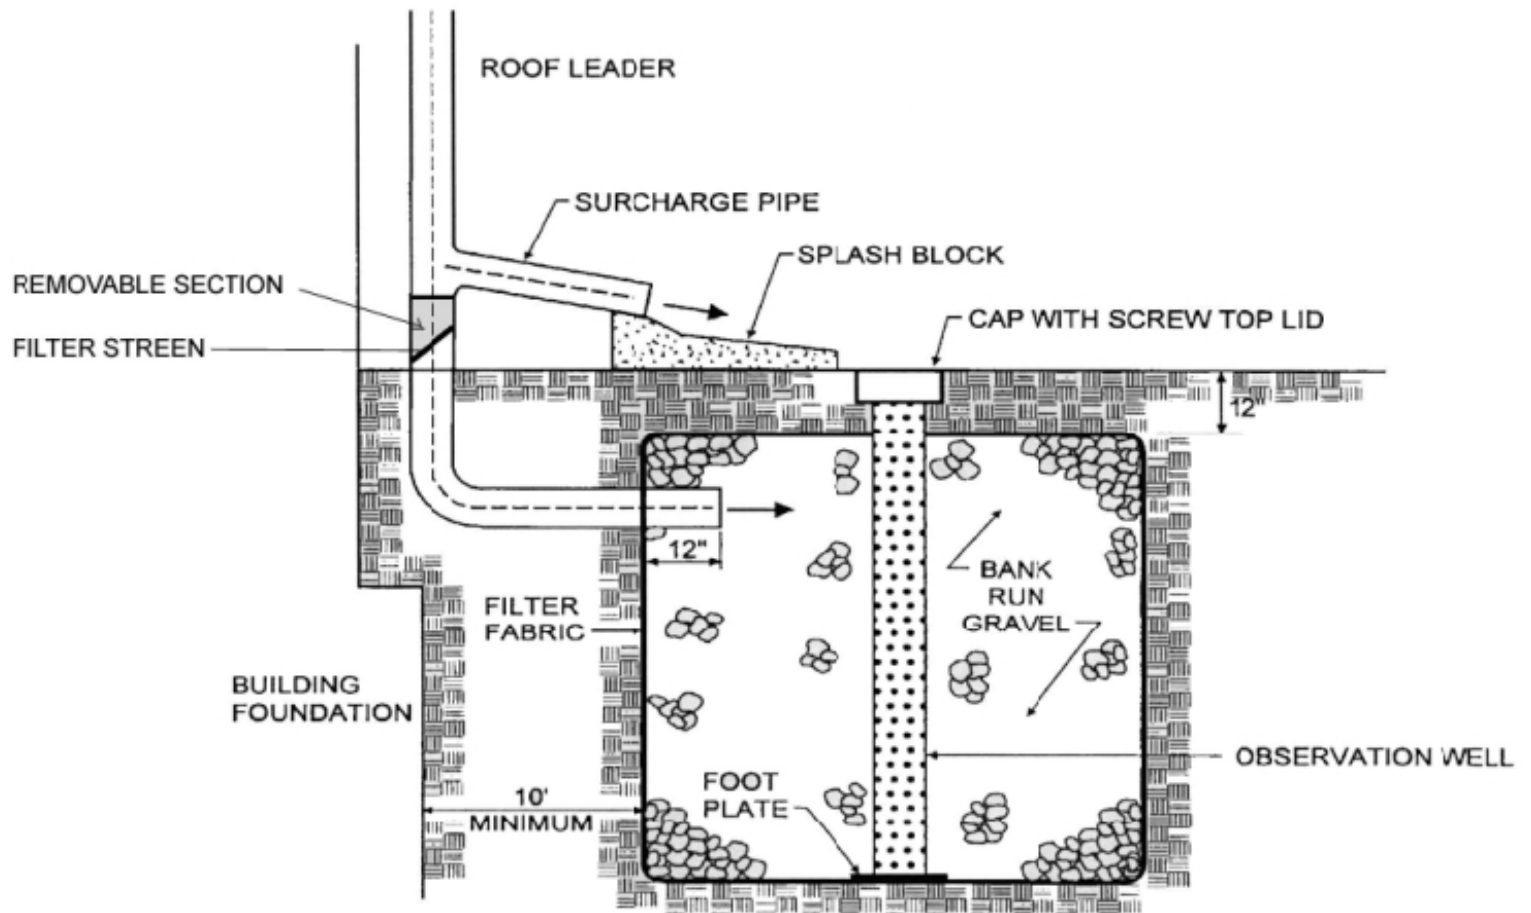 ROOF LEADER
SURCHARGE PIPE
SPLASH BLOCK
REMOVABLE SECTION
CAP WITH SCREW TOP LID
FILTER STREEN
12"
12"
BANK
RUN
GRAVEL
FILTER
FABRIC
BUILDING
FOUNDATION
OBSERVATION WELL
FOOT
PLATE
10'
MINIMUM